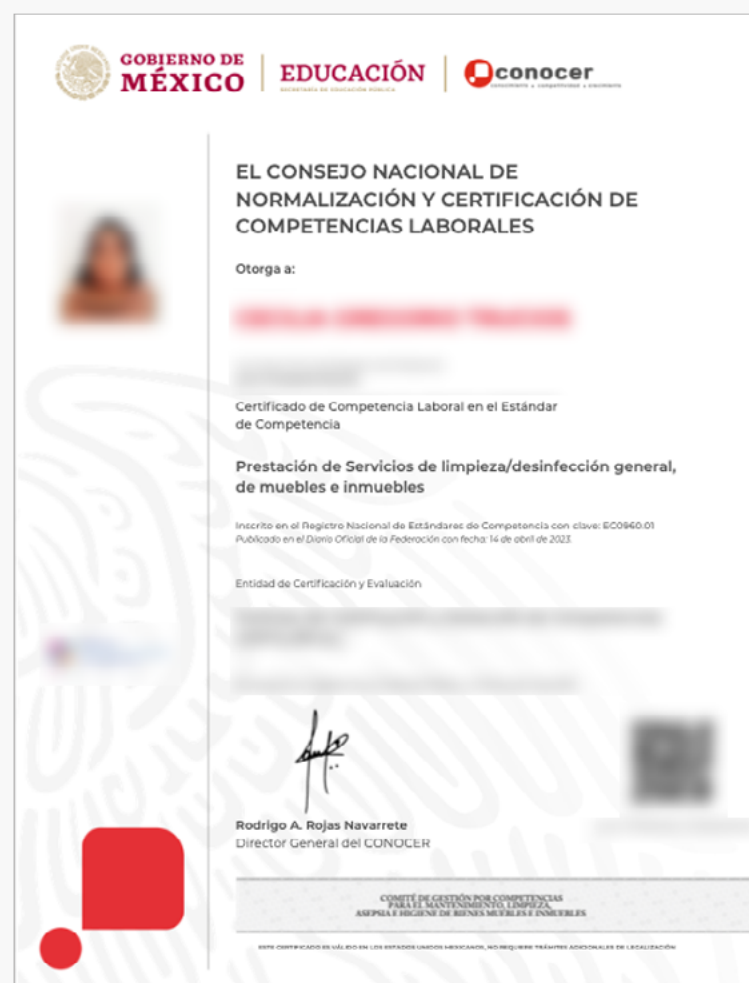 GOBIERNO DE
MÉXICO
EDUCACIÓN
SECRETARÍA DE EDUCACIÓN PÚBLICA
conocer
conocimiento • competitividad • crecimiento
EL CONSEJO NACIONAL DE
NORMALIZACIÓN Y CERTIFICACIÓN DE
COMPETENCIAS LABORALES
Otorga a:
Certificado de Competencia Laboral en el Estándar
de Competencia
Prestación de Servicios de limpieza/desinfección general,
de muebles e inmuebles
Inscrito en el Registro Nacional de Estándares de Competencia con clave: EC0960.01
Publicado en el Diario Oficial de la Federación con fecha: 14 de abril de 2023.
Entidad de Certificación y Evaluación
Rodrigo A. Rojas Navarrete
Director General del CONOCER
COMITÉ DE GESTIÓN POR COMPETENCIAS
PARA EL MANTENIMIENTO, LIMPIEZA,
ASEPSIA E HIGIENE DE BIENES MUEBLES E INMUEBLES
ESTE CERTIFICADO ES VÁLIDO EN LOS ESTADOS UNIDOS MEXICANOS, NO REQUIERE TRÁMITES ADICIONALES DE LEGALIZACIÓN